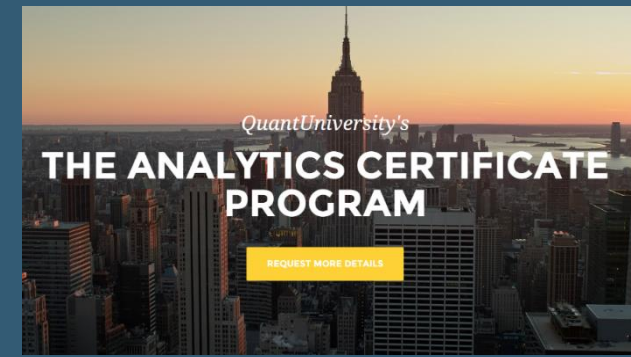 QuantUniversity's
THE ANALYTICS CERTIFICATE
PROGRAM
REQUEST MORE DETAILS